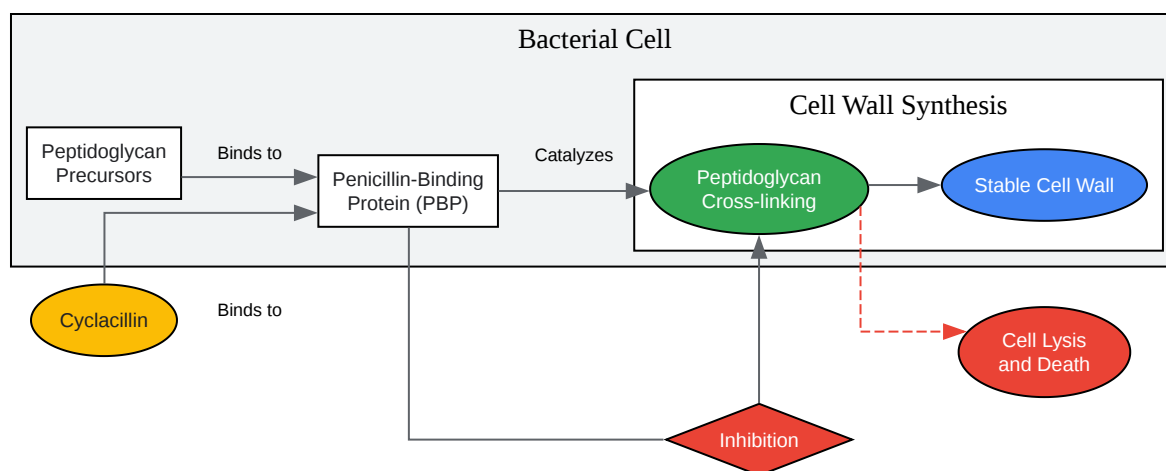 Bacterial Cell
Cell Wall Synthesis
Peptidoglycan
Precursors
Binds to
Penicillin-Binding
Protein (PBP)
Catalyzes
Peptidoglycan
Cross-linking
Stable Cell Wall
Cyclacillin
Binds to
Cell Lysis
and Death
Inhibition